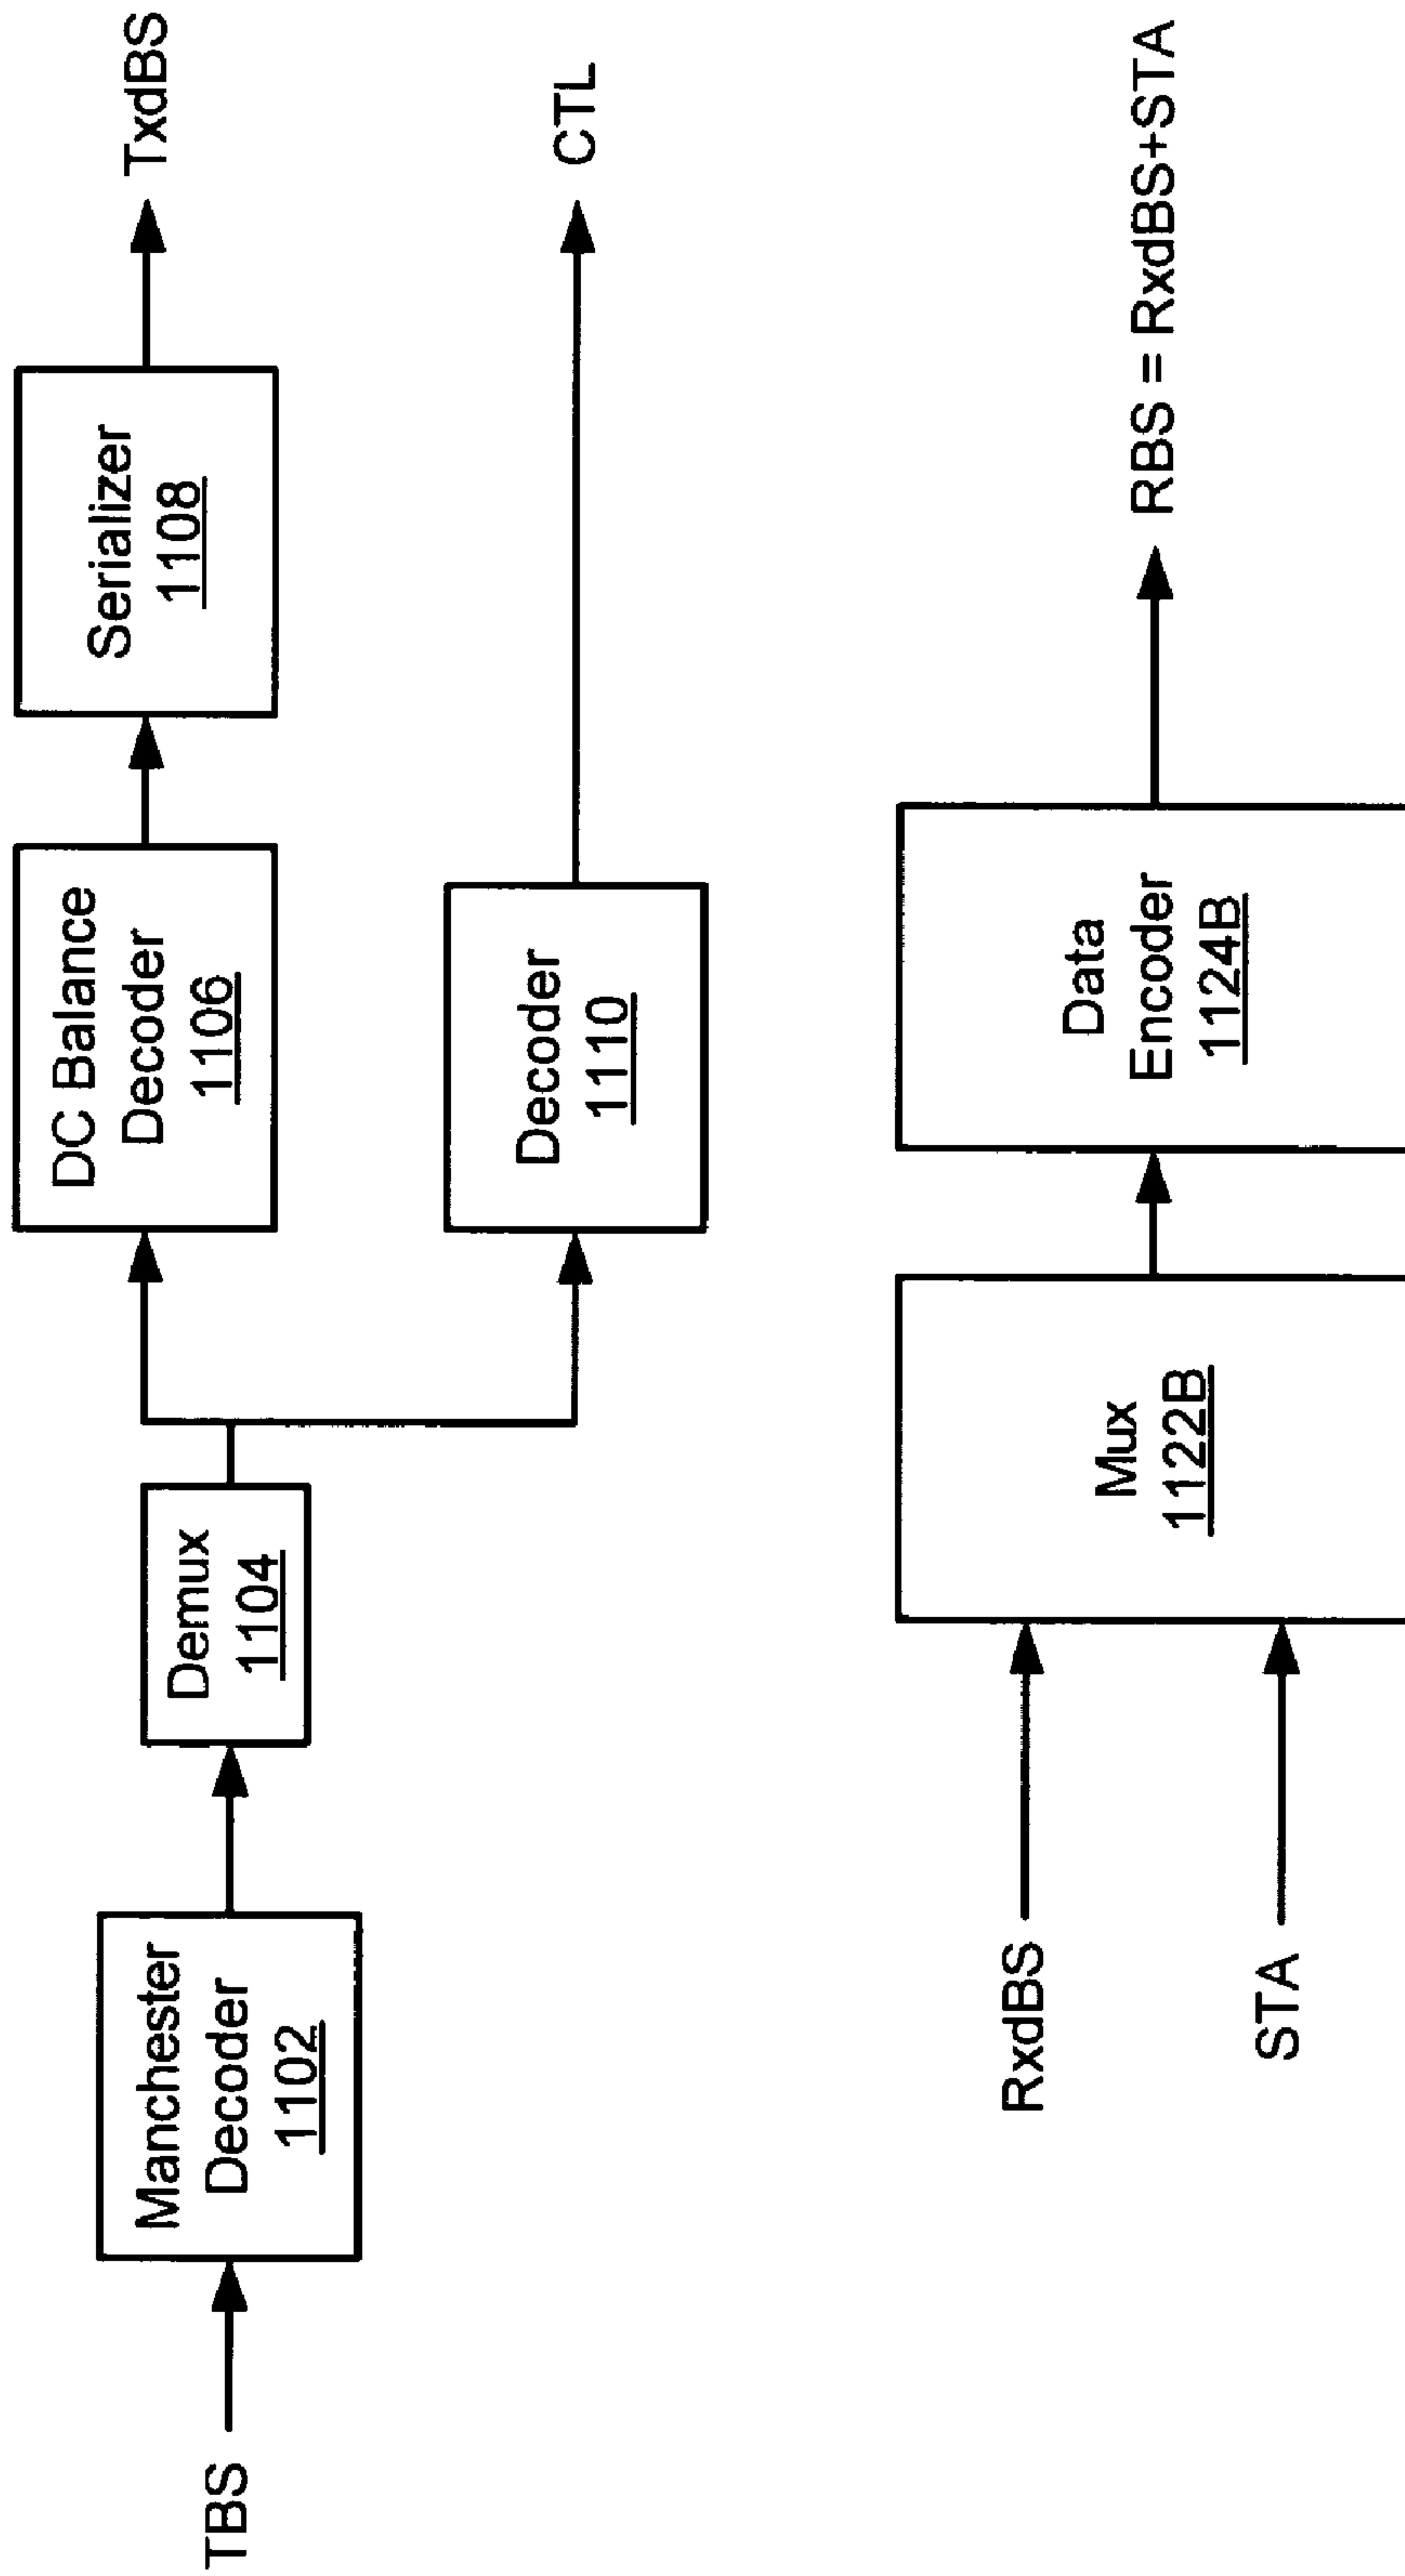 TBS
Manchester
Decoder
1102
Demux
1104
DC Balance
Decoder
1106
Serializer
1108
TxdBS
Decoder
1110
CTL
RxdBS
STA
Mux
1122B
Data
Encoder
1124B
RBS = RxdBS+STA